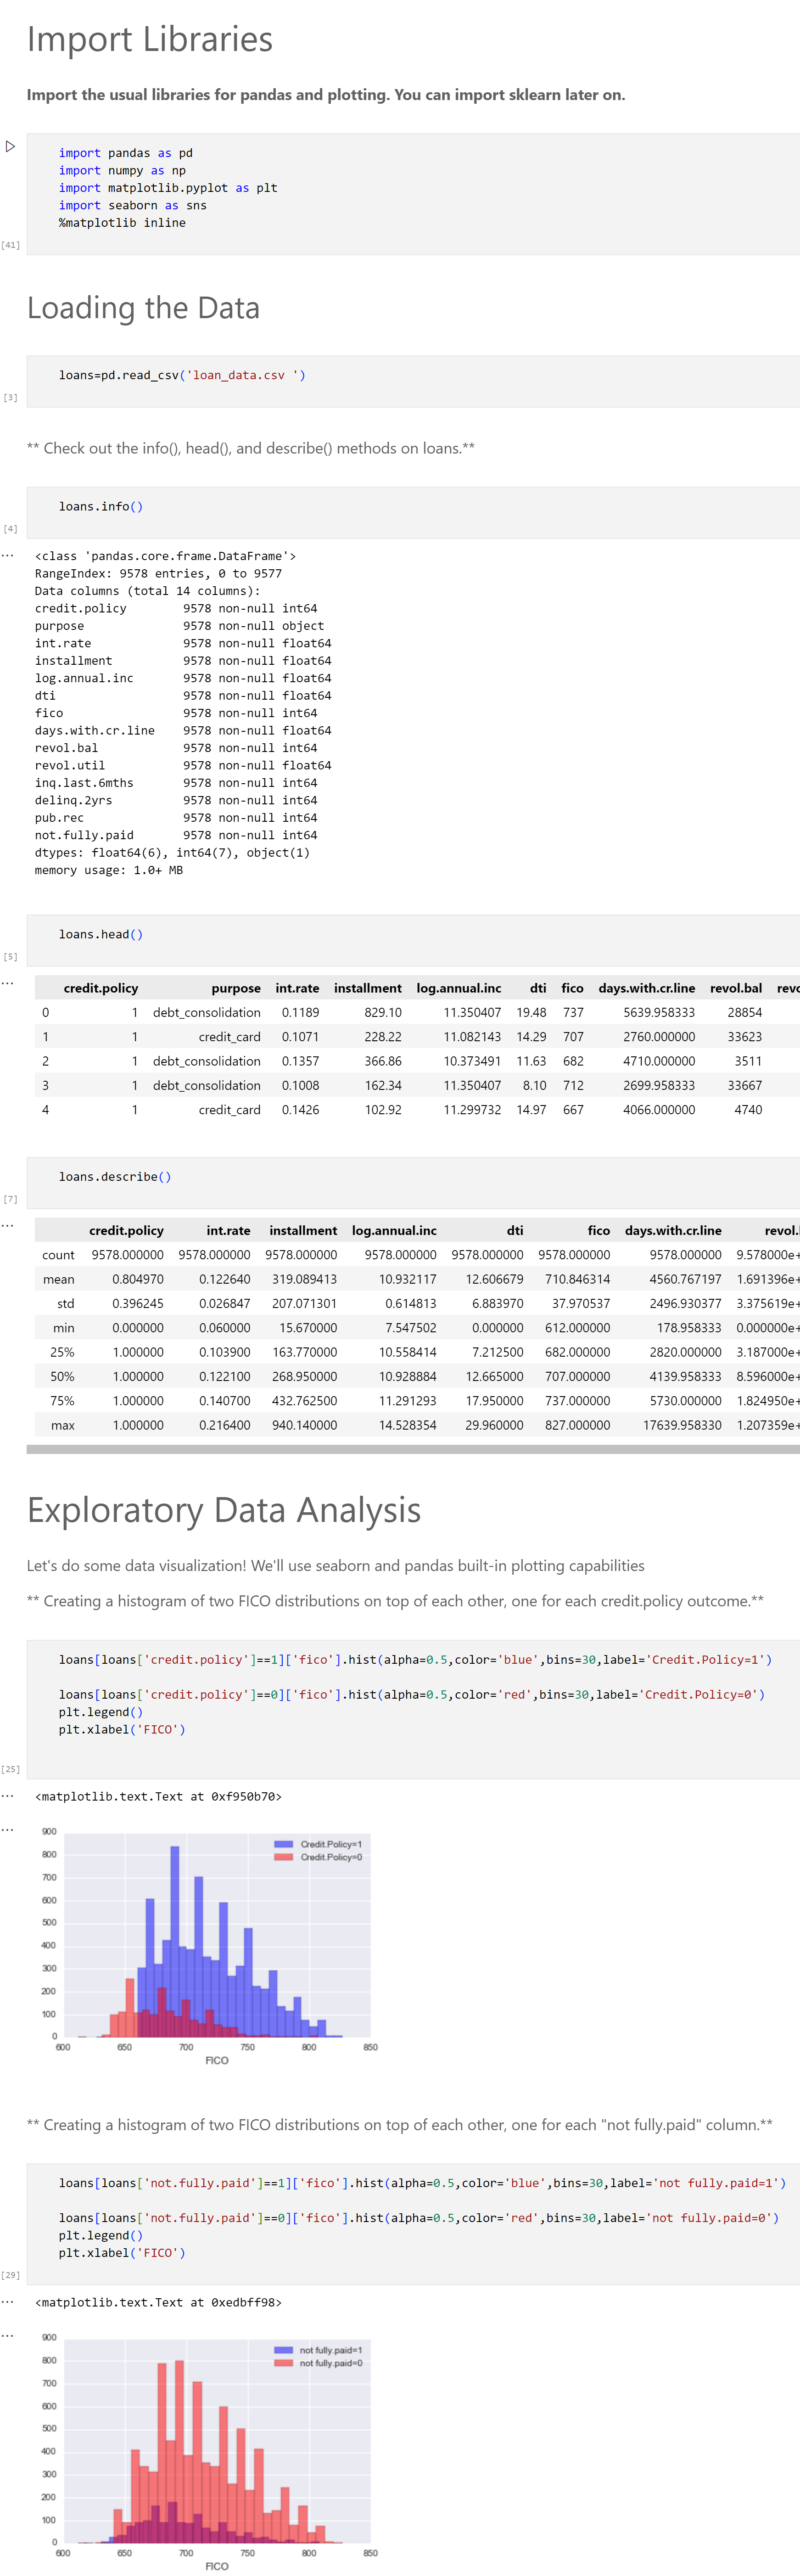 Import Libraries
Import the usual libraries for pandas and plotting. You can import sklearn later on.
import pandas as pd
import numpy as np
import matplotlib.pyplot as plt
import seaborn as sns
%matplotlib inline
[41]
Loading the Data
loans=pd.read_csv('loan_data.csv ')
[3]
** Check out the info(), head(), and describe() methods on loans.**
loans.info()
[4]
...
<class 'pandas.core.frame.DataFrame'>
RangeIndex: 9578 entries, 0 to 9577
Data columns (total 14 columns):
credit.policy        9578 non-null int64
purpose              9578 non-null object
int.rate             9578 non-null float64
installment          9578 non-null float64
log.annual.inc       9578 non-null float64
dti                  9578 non-null float64
fico                 9578 non-null int64
days.with.cr.line    9578 non-null float64
revol.bal            9578 non-null int64
revol.util           9578 non-null float64
inq.last.6mths       9578 non-null int64
delinq.2yrs          9578 non-null int64
pub.rec              9578 non-null int64
not.fully.paid       9578 non-null int64
dtypes: float64(6), int64(7), object(1)
memory usage: 1.0+ MB
loans.head()
[5]
...
credit.policy purpose int.rate installment log.annual.inc dti fico days.with.cr.line revol.bal revo
0 1 debt_consolidation 0.1189 829.10 11.350407 19.48 737 5639.958333 28854
1 1 credit_card 0.1071 228.22 11.082143 14.29 707 2760.000000 33623
2 1 debt_consolidation 0.1357 366.86 10.373491 11.63 682 4710.000000 3511
3 1 debt_consolidation 0.1008 162.34 11.350407 8.10 712 2699.958333 33667
4 1 credit_card 0.1426 102.92 11.299732 14.97 667 4066.000000 4740
loans.describe()
[7]
...
credit.policy int.rate installment log.annual.inc dti fico days.with.cr.line revol.
count 9578.000000 9578.000000 9578.000000 9578.000000 9578.000000 9578.000000 9578.000000 9.578000e+
mean 0.804970 0.122640 319.089413 10.932117 12.606679 710.846314 4560.767197 1.691396e+
std 0.396245 0.026847 207.071301 0.614813 6.883970 37.970537 2496.930377 3.375619e+
min 0.000000 0.060000 15.670000 7.547502 0.000000 612.000000 178.958333 0.000000e+
25% 1.000000 0.103900 163.770000 10.558414 7.212500 682.000000 2820.000000 3.187000e+
50% 1.000000 0.122100 268.950000 10.928884 12.665000 707.000000 4139.958333 8.596000e+
75% 1.000000 0.140700 432.762500 11.291293 17.950000 737.000000 5730.000000 1.824950e+
max 1.000000 0.216400 940.140000 14.528354 29.960000 827.000000 17639.958330 1.207359e+
Exploratory Data Analysis
Let's do some data visualization! We'll use seaborn and pandas built-in plotting capabilities
** Creating a histogram of two FICO distributions on top of each other, one for each credit.policy outcome.**
loans[loans['credit.policy']==1]['fico'].hist(alpha=0.5,color='blue',bins=30,label='Credit.Policy=1')
loans[loans['credit.policy']==0]['fico'].hist(alpha=0.5,color='red',bins=30,label='Credit.Policy=0')
plt.legend()
plt.xlabel('FICO')
[25]
...
<matplotlib.text.Text at 0xf950b70>
...
Credit.Policy=1
Credit.Policy=0
900
800
700
600
500
400
300
200
100
0
600 650 700 750 800 850
FICO
** Creating a histogram of two FICO distributions on top of each other, one for each "not fully.paid" column.**
loans[loans['not.fully.paid']==1]['fico'].hist(alpha=0.5,color='blue',bins=30,label='not fully.paid=1')
loans[loans['not.fully.paid']==0]['fico'].hist(alpha=0.5,color='red',bins=30,label='not fully.paid=0')
plt.legend()
plt.xlabel('FICO')
[29]
...
<matplotlib.text.Text at 0xedbff98>
...
not fully.paid=1
not fully.paid=0
900
800
700
600
500
400
300
200
100
0
600 650 700 750 800 850
FICO